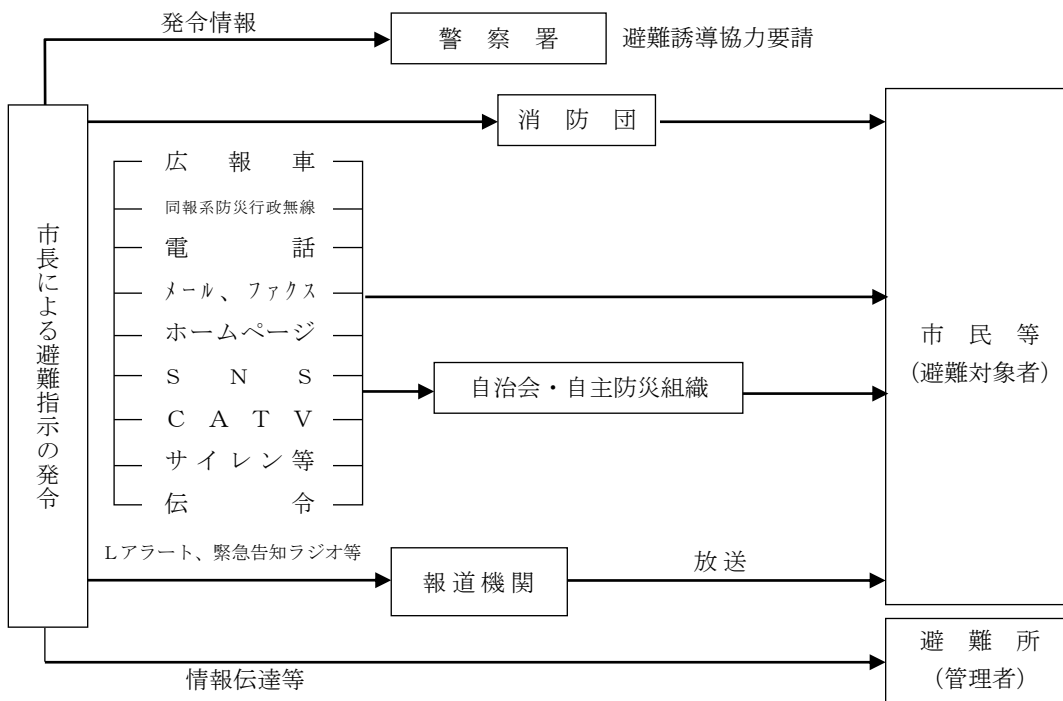 発令情報
警察署
避難誘導協力要請
消防団
市長による避難指示の発令
広報車
同報系防災行政無線
電話
メール、ファクス
ホームページ
SNS
CATV
サイレン等
伝令
自治会・自主防災組織
市民等
(避難対象者)
Lアラート、緊急告知ラジオ等
報道機関
放送
避難所
(管理者)
情報伝達等